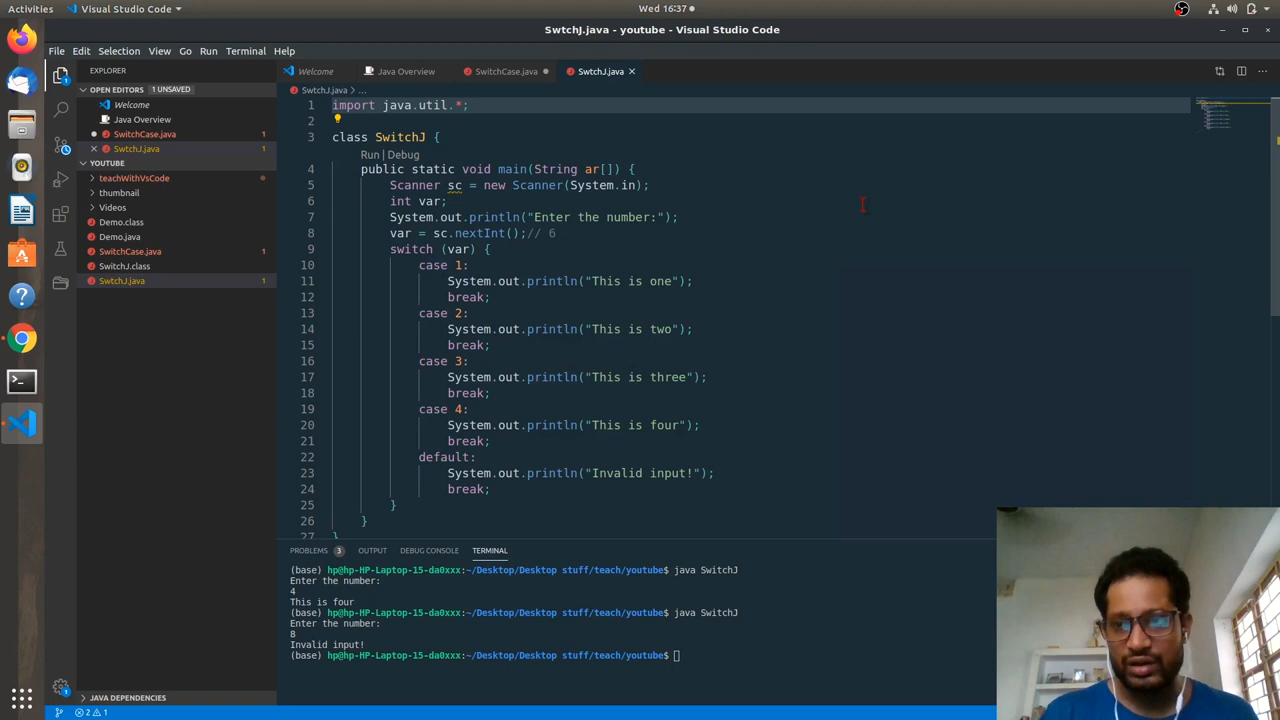 Activities
Visual Studio Code
Wed 16:37
SwtchJ.java - youtube - Visual Studio Code
File Edit Selection View Go Run Terminal Help
EXPLORER
OPEN EDITORS 1 UNSAVED
Welcome
Java Overview
SwitchCase.java 1
SwtchJ.java 1
YOUTUBE
teachWithVsCode
thumbnail
Videos
Demo.class
Demo.java
SwitchCase.java 1
SwitchJ.class
SwtchJ.java 1
JAVA DEPENDENCIES
Welcome Java Overview SwitchCase.java SwtchJ.java
SwtchJ.java > ...
1 import java.util.*;
2
3 class SwitchJ {
Run | Debug
4 public static void main(String ar[]) {
5 Scanner sc = new Scanner(System.in);
6 int var;
7 System.out.println("Enter the number:");
8 var = sc.nextInt();// 6
9 switch (var) {
10 case 1:
11 System.out.println("This is one");
12 break;
13 case 2:
14 System.out.println("This is two");
15 break;
16 case 3:
17 System.out.println("This is three");
18 break;
19 case 4:
20 System.out.println("This is four");
21 break;
22 default:
23 System.out.println("Invalid input!");
24 break;
25 }
26 }
27 }
PROBLEMS 3 OUTPUT DEBUG CONSOLE TERMINAL
(base) hp@hp-HP-Laptop-15-da0xxx:~/Desktop/Desktop stuff/teach/youtube$ java SwitchJ
Enter the number:
4
This is four
(base) hp@hp-HP-Laptop-15-da0xxx:~/Desktop/Desktop stuff/teach/youtube$ java SwitchJ
Enter the number:
8
Invalid input!
(base) hp@hp-HP-Laptop-15-da0xxx:~/Desktop/Desktop stuff/teach/youtube$
2 1